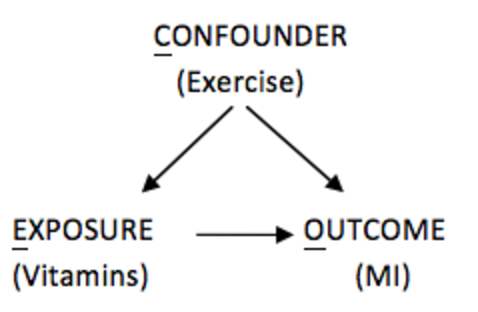 CONFOUNDER
(Exercise)
EXPOSURE
OUTCOME
(Vitamins)
(MI)